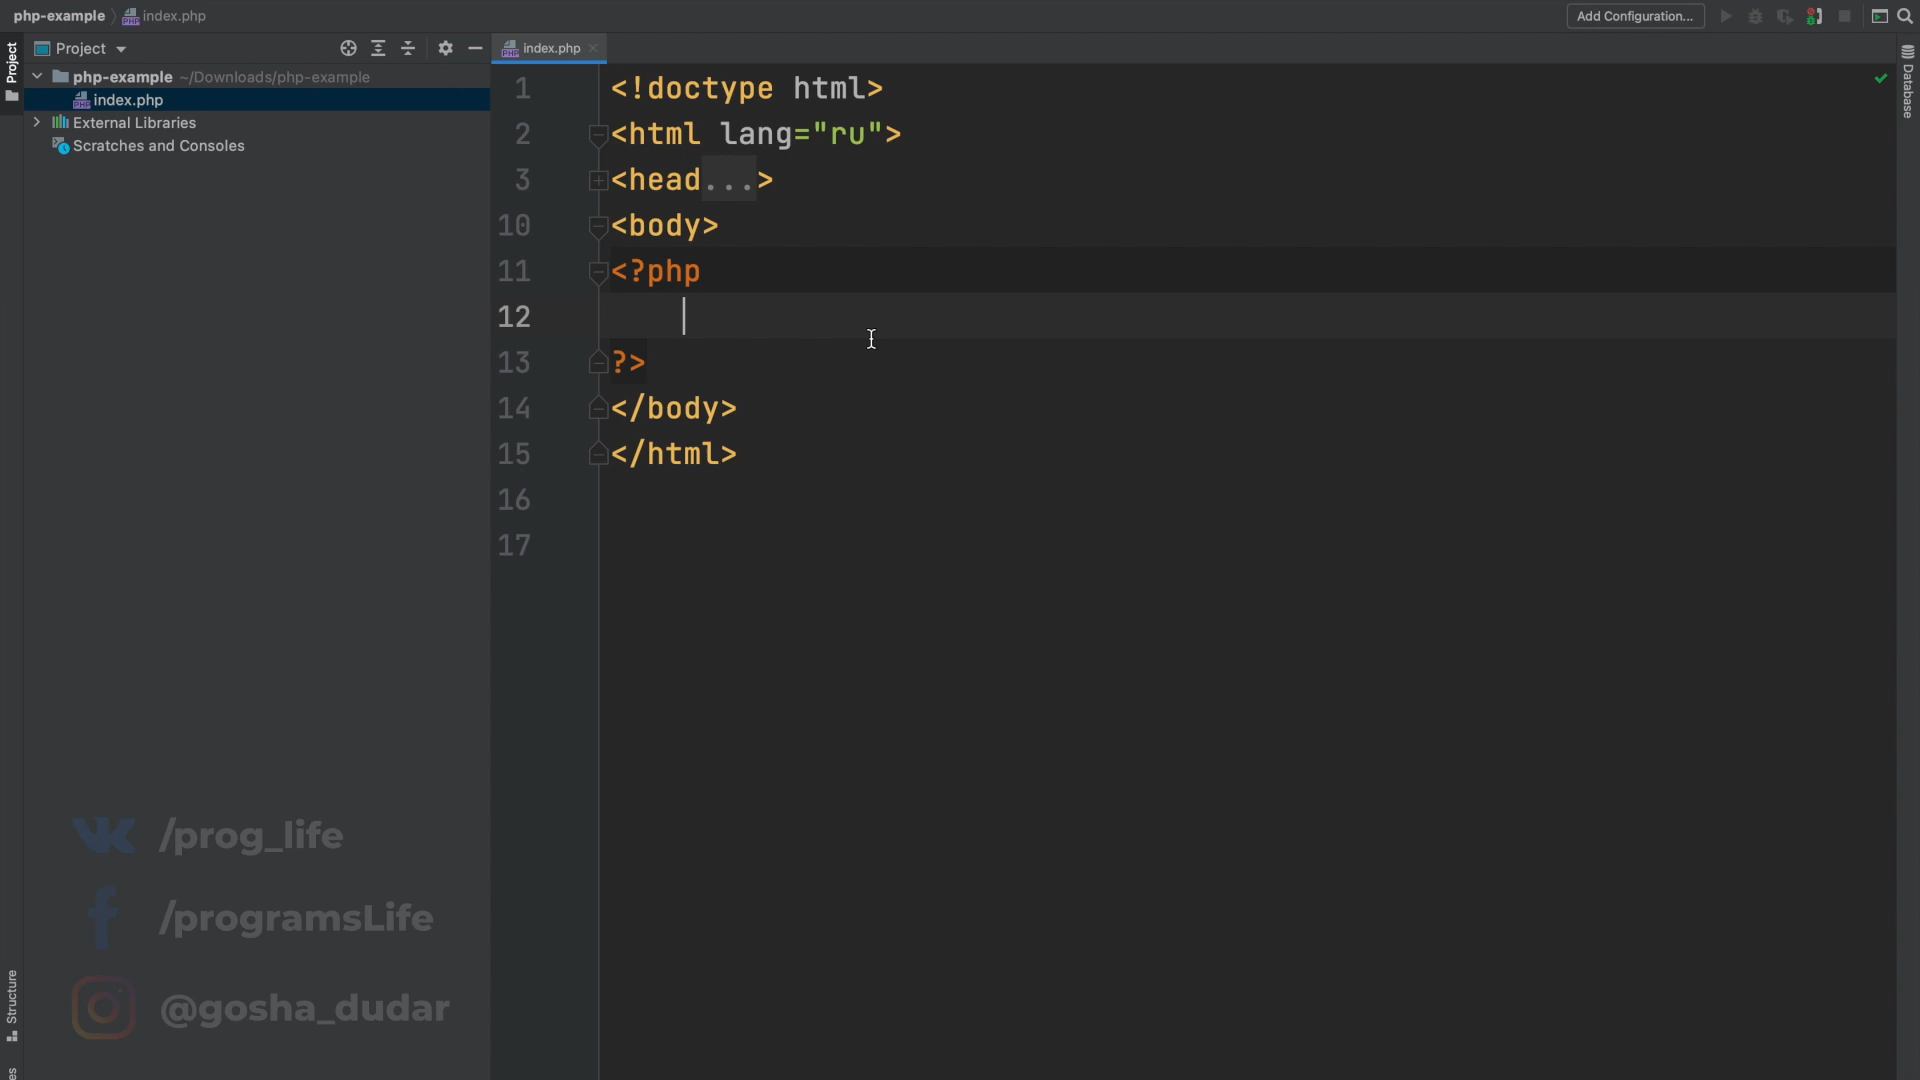 php-example index.php
Add Configuration...
Project
Project
index.php
Database
php-example ~/Downloads/php-example
index.php
External Libraries
Scratches and Consoles
1 <!doctype html>
2 <html lang="ru">
3 <head...>
10 <body>
11 <?php
12
13 ?>
14 </body>
15 </html>
16
17
/prog_life
/programsLife
@gosha_dudar
Structure